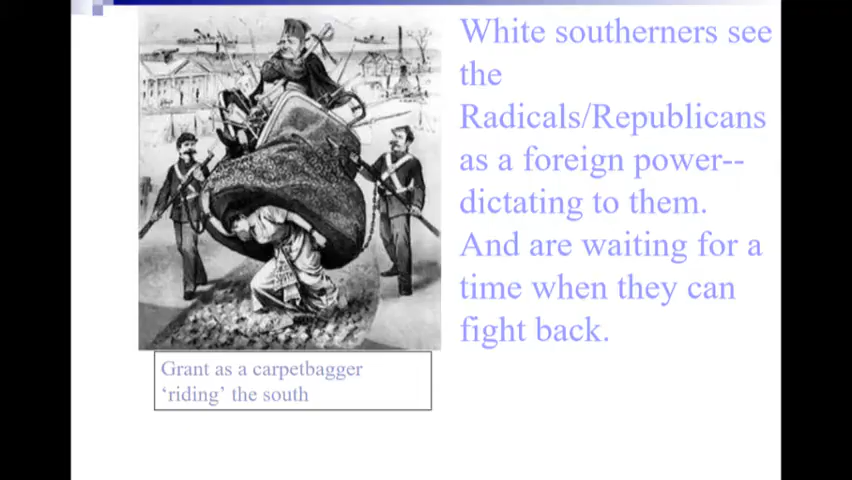 White southerners see
the
Radicals/Republicans
as a foreign power--
dictating to them.
And are waiting for a
time when they can
fight back.
Grant as a carpetbagger
‘riding’ the south